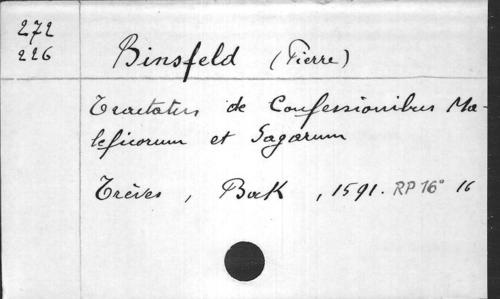 272
226
Binsfeld (Pierre)
Tractatus de Confessionibus Ma-
leficorum et Sagarum
Trèves, Bock, 1591. RP 16° 16